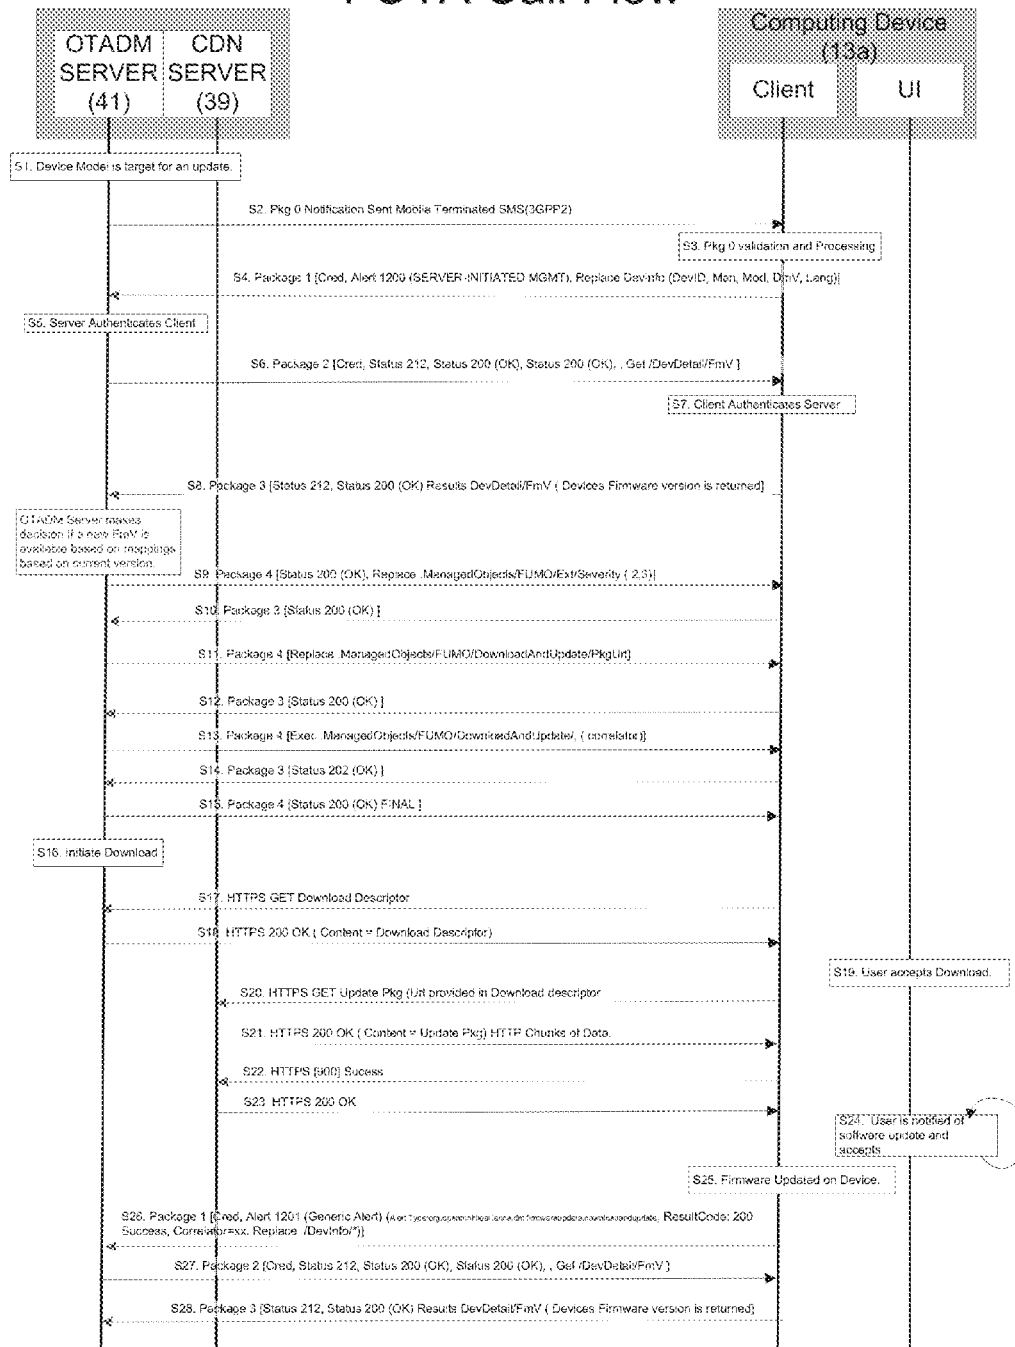 Call Flow
OTADM
SERVER
(41)
CDN
SERVER
(39)
Computing Device
(13a)
Client
UI
S1. Device Model is target for an update.
S2. Pkg 0 Notification Sent Mobile Terminated SMS(3GPP2)
S3. Pkg 0 validation and Processing
S4. Package 1 [Cred, Alert 1200 (SERVER-INITIATED MGMT), Replace DevInfo (DevID, Man, Mod, DmV, Lang)]
S5. Server Authenticates Client
S6. Package 2 [Cred, Status 212, Status 200 (OK), Status 200 (OK), , Get /DevDetail/FmV ]
S7. Client Authenticates Server
S8. Package 3 [Status 212, Status 200 (OK) Results DevDetail/FmV ( Devices Firmware version is returned]
OTADM Server makes
decision if a new FmV is
available based on mappings
based on current version.
S9. Package 4 [Status 200 (OK), Replace .ManagedObjects/FUMO/Ext/Severity ( 2,3)]
S10. Package 3 [Status 200 (OK) ]
S11. Package 4 [Replace .ManagedObjects/FUMO/DownloadAndUpdate/PkgUrl]
S12. Package 3 [Status 200 (OK) ]
S13. Package 4 [Exec .ManagedObjects/FUMO/DownloadAndUpdate/, ( correlator)]
S14. Package 3 [Status 202 (OK) ]
S15. Package 4 [Status 200 (OK) FINAL ]
S16. Initiate Download
S17. HTTPS GET Download Descriptor
S18. HTTPS 200 OK ( Content = Download Descriptor)
S19. User accepts Download.
S20. HTTPS GET Update Pkg (Url provided in Download descriptor
S21. HTTPS 200 OK ( Content = Update Pkg) HTTP Chunks of Data.
S22. HTTPS [900] Sucess
S23. HTTPS 200 OK
S24. User is notified of
software update and
accepts
S25. Firmware Updated on Device.
S26. Package 1 [Cred, Alert 1201 (Generic Alert) ( ResultCode: 200
Success, Correlator=xx. Replace ./DevInfo/*)]
S27. Package 2 [Cred, Status 212, Status 200 (OK), Status 200 (OK), , Get /DevDetail/FmV ]
S28. Package 3 [Status 212, Status 200 (OK) Results DevDetail/FmV ( Devices Firmware version is returned]